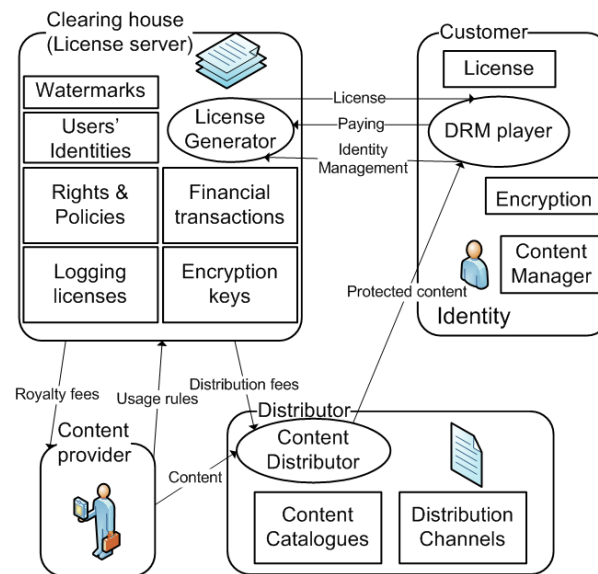 Clearing house
(License server)
Watermarks
Users'
Identities
License
Generator
Rights &
Policies
Financial
transactions
Logging
licenses
Encryption
keys
License
Paying
Identity
Management
Customer
License
DRM player
Encryption
Content
Manager
Identity
Protected content
Royalty fees
Usage rules
Distribution fees
Content
provider
Content
Distributor
Content
Distributor
Content
Catalogues
Distribution
Channels